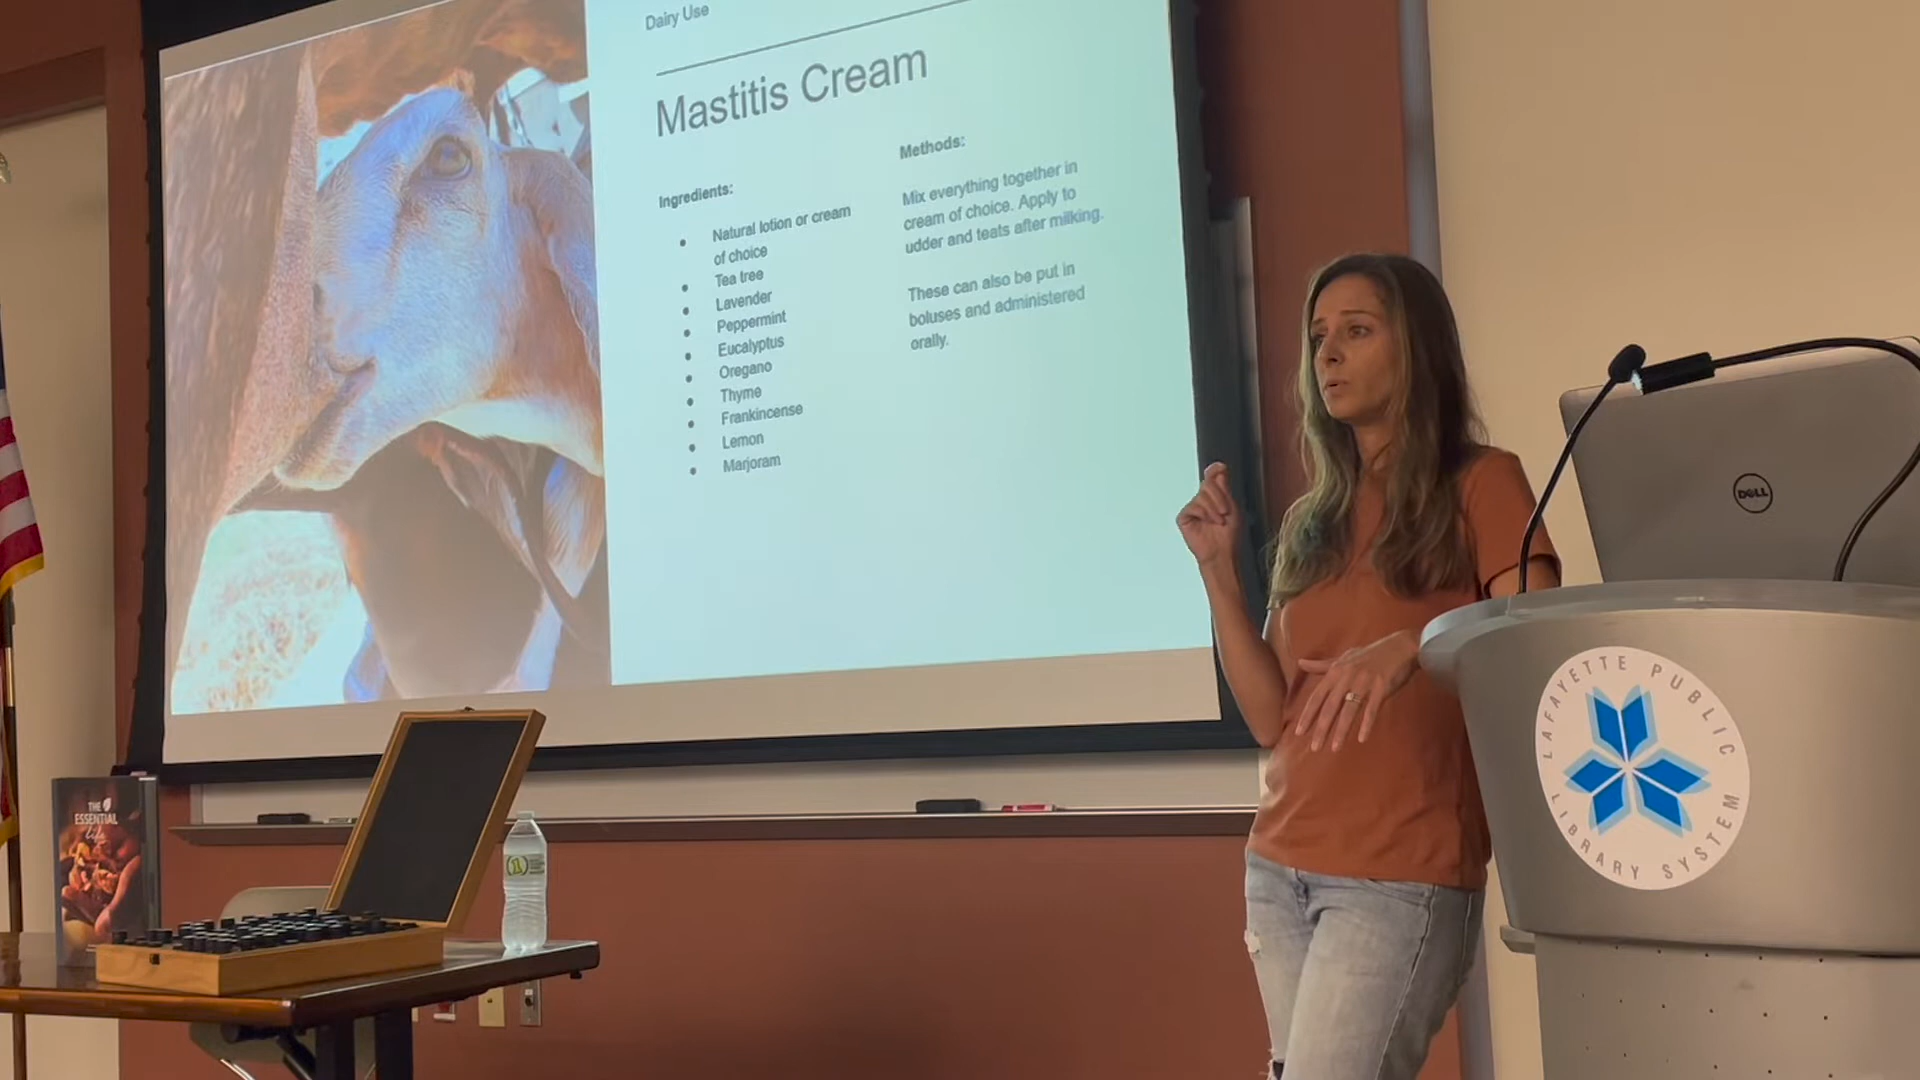 Dairy Use
Mastitis Cream
Ingredients:
Natural lotion or cream
of choice
Tea tree
Lavender
Peppermint
Eucalyptus
Oregano
Thyme
Frankincense
Lemon
Marjoram
Methods:
Mix everything together in
cream of choice. Apply to
udder and teats after milking.
These can also be put in
boluses and administered
orally.
DELL
LAFAYETTE PUBLIC
LIBRARY SYSTEM
THE
ESSENTIAL
life